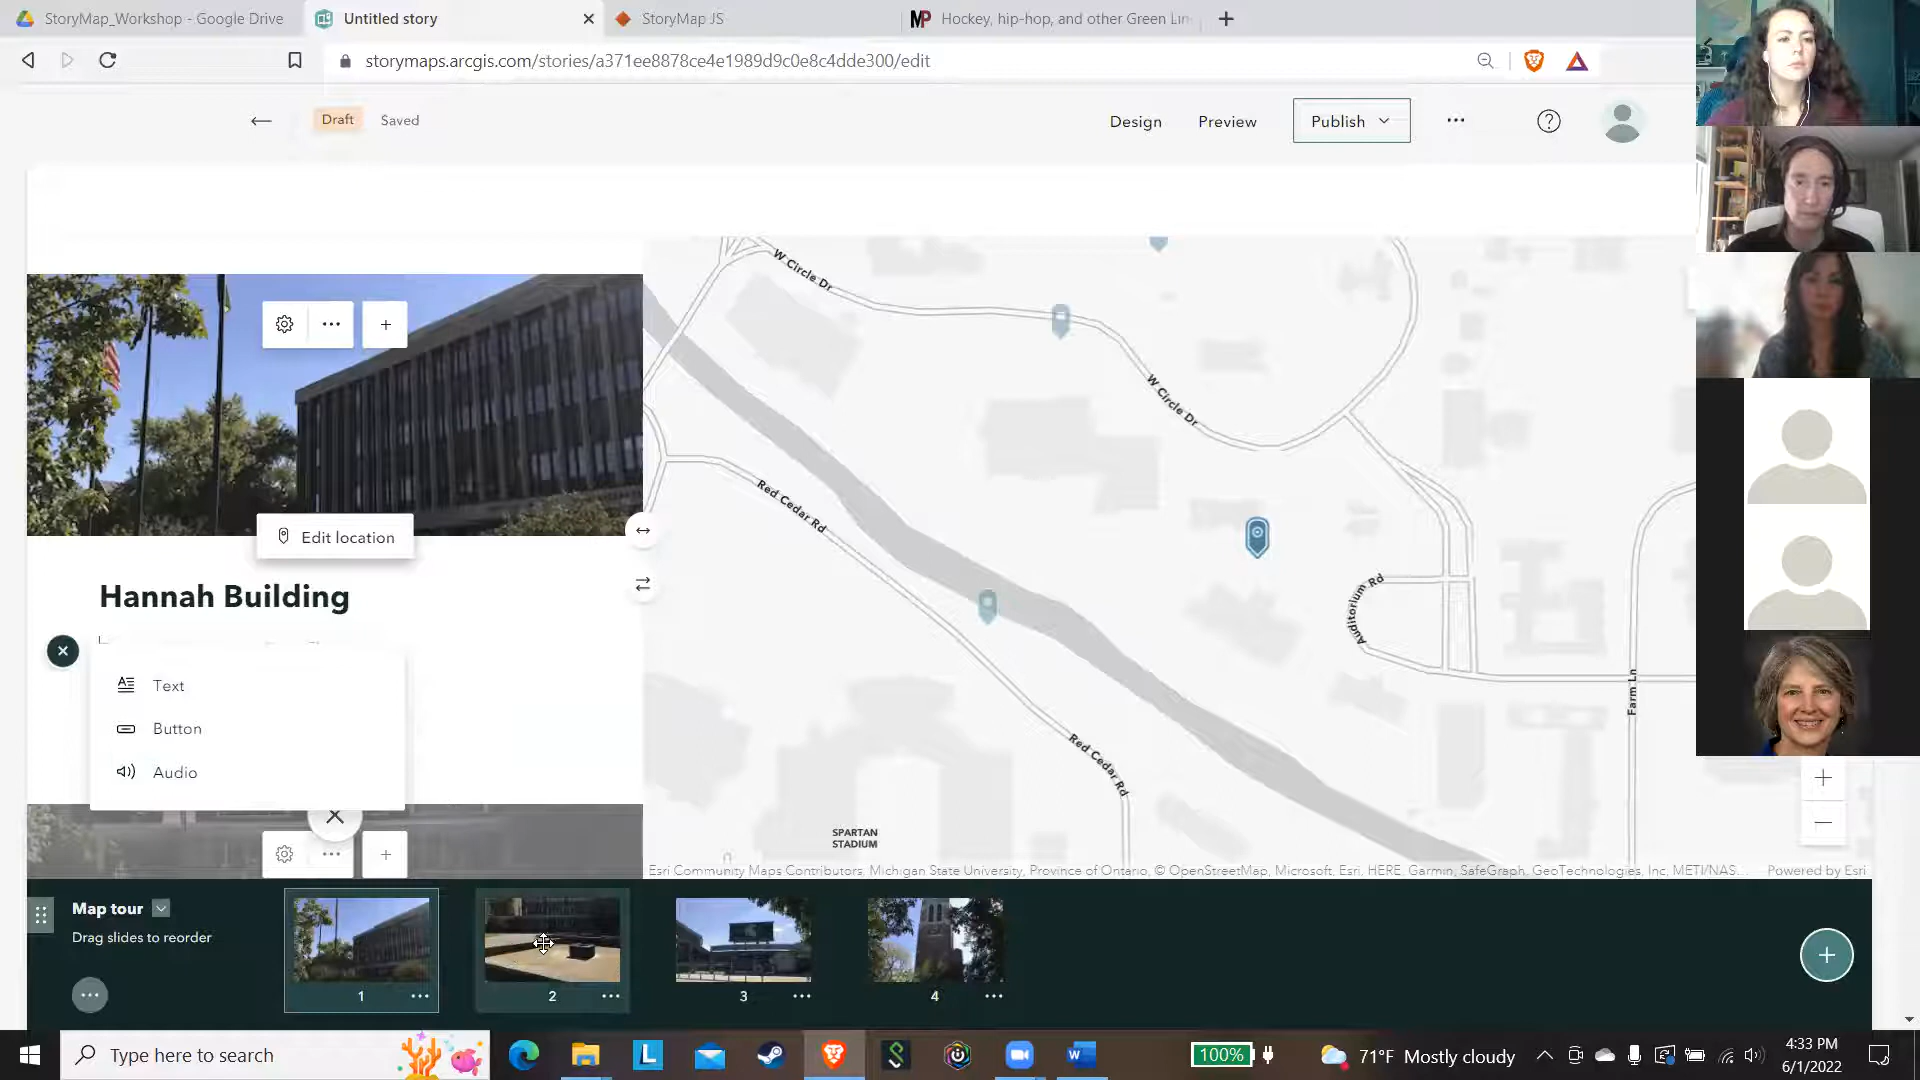 StoryMap_Workshop - Google Drive
Untitled story
StoryMap JS
MP
Hockey, hip-hop, and other Green Lin
storymaps.arcgis.com/stories/a371ee8878ce4e1989d9c0e8c4dde300/edit
Draft
Saved
Design
Preview
Publish
W Circle Dr
W Circle Dr
Edit location
Red Cedar Rd
Hannah Building
Auditorium Rd
Text
Farm Ln
Button
Red Cedar Rd
Audio
SPARTAN
STADIUM
Esri Community Maps Contributors, Michigan State University, Province of Ontario, © OpenStreetMap, Microsoft, Esri, HERE, Garmin, SafeGraph, GeoTechnologies, Inc, METI/NAS...
Powered by Esri
Map tour
Drag slides to reorder
1
2
3
4
Type here to search
100%
71°F Mostly cloudy
4:33 PM
6/1/2022